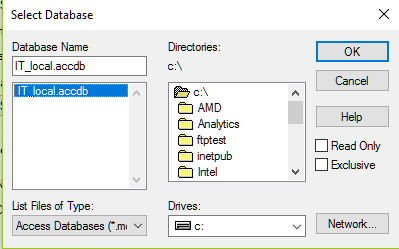 Select Database
Database Name
IT_local.accdb
IT_local.accdb
List Files of Type:
Access Databases (*.m
Directories:
c:\
c:\
AMD
Analytics
ftptest
inetpub
Intel
Drives:
c:
OK
Cancel
Help
Read Only
Exclusive
Network...